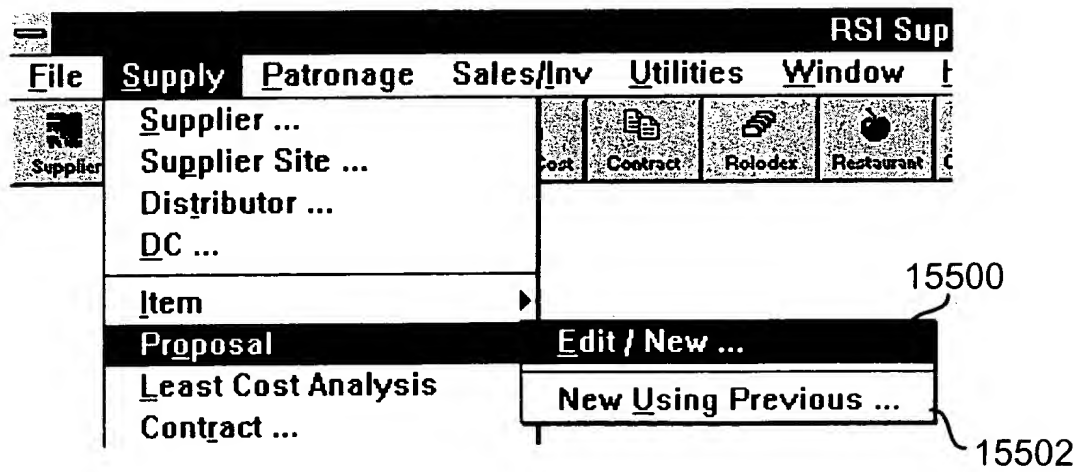 RSI Sup
File Supply Patronage Sales/Inv Utilities Window
Supplier Cost Contract Rolodex Restaurant
Supplier ...
Supplier Site ...
Distributor ...
DC ...
15500
Item
Proposal Edit / New ...
Least Cost Analysis New Using Previous ...
Contract ...
15502